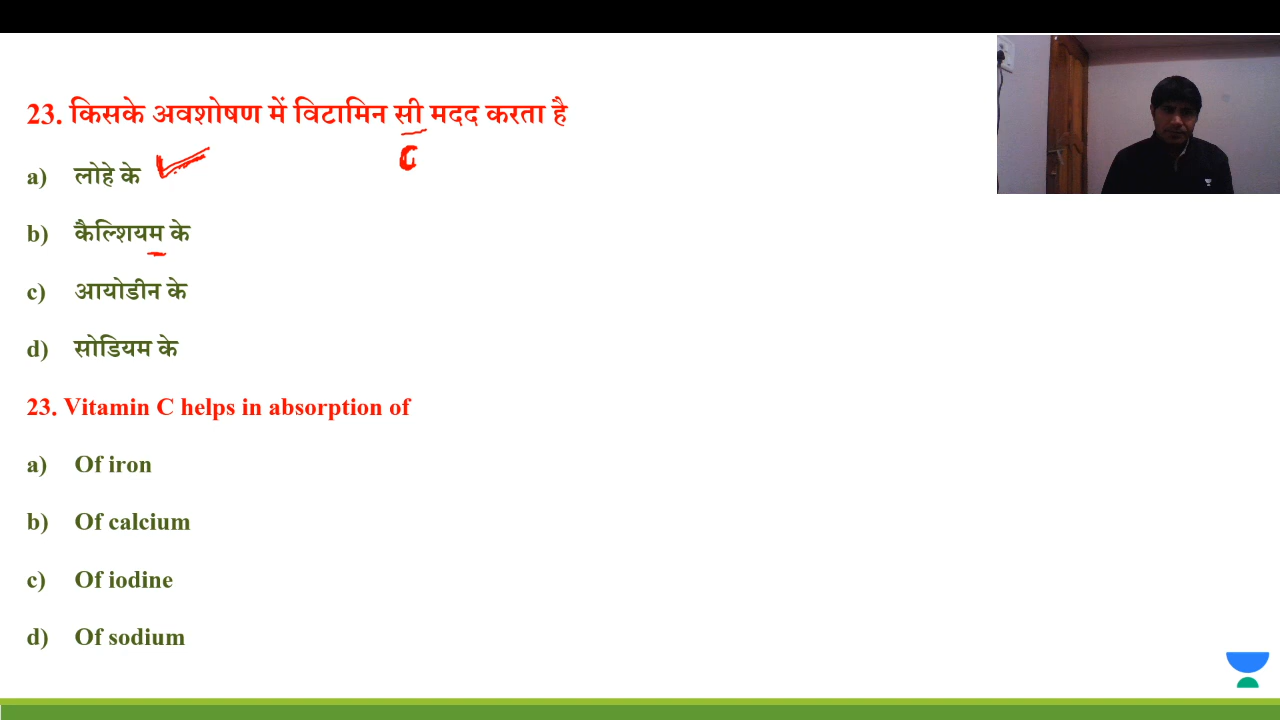 23. किसके अवशोषण में विटामिन सी मदद करता है
C
a) लोहे के
b) कैल्शियम के
c) आयोडीन के
d) सोडियम के
23. Vitamin C helps in absorption of
a) Of iron
b) Of calcium
c) Of iodine
d) Of sodium